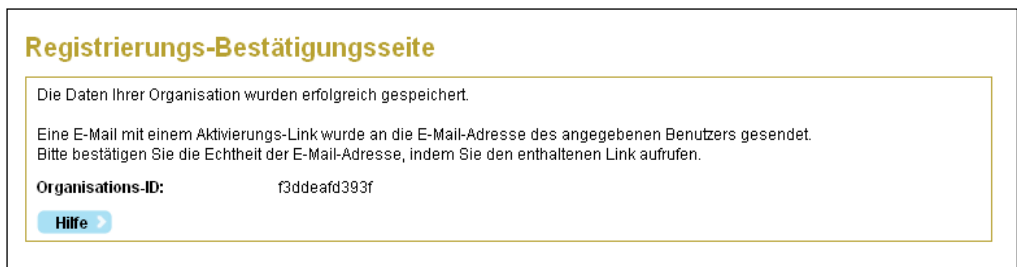 Registrierungs-Bestätigungsseite
Die Daten Ihrer Organisation wurden erfolgreich gespeichert.
Eine E-Mail mit einem Aktivierungs-Link wurde an die E-Mail-Adresse des angegebenen Benutzers gesendet.
Bitte bestätigen Sie die Echtheit der E-Mail-Adresse, indem Sie den enthaltenen Link aufrufen.
Organisations-ID: f3ddeafd393f
Hilfe